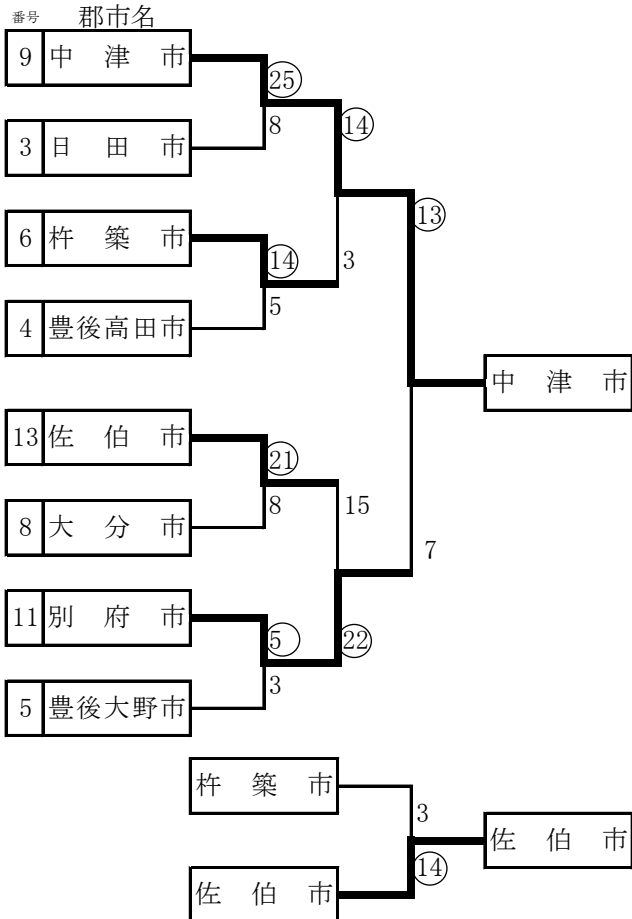 番号 郡市名
9 中津市
㉕
8
⑭
3 日田市
⑬
6 杵築市
⑭
3
5
4 豊後高田市
中津市
13 佐伯市
㉑
8
15
8 大分市
7
11 別府市
⑤
㉒
3
5 豊後大野市
杵築市
3
佐伯市
⑭
佐伯市